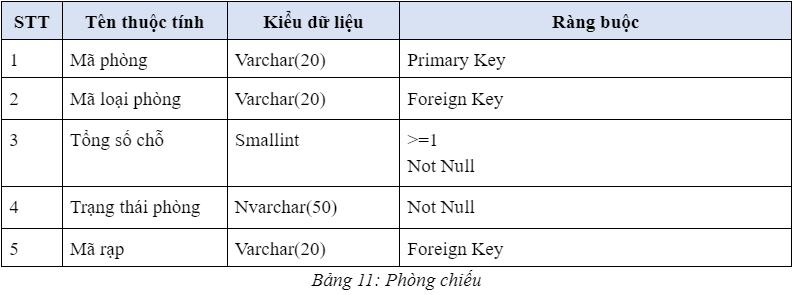 STT Tên thuộc tính Kiểu dữ liệu Ràng buộc
1 Mã phòng Varchar(20) Primary Key
2 Mã loại phòng Varchar(20) Foreign Key
3 Tổng số chỗ Smallint >=1
Not Null
4 Trạng thái phòng Nvarchar(50) Not Null
5 Mã rạp Varchar(20) Foreign Key
Bảng 11: Phòng chiếu